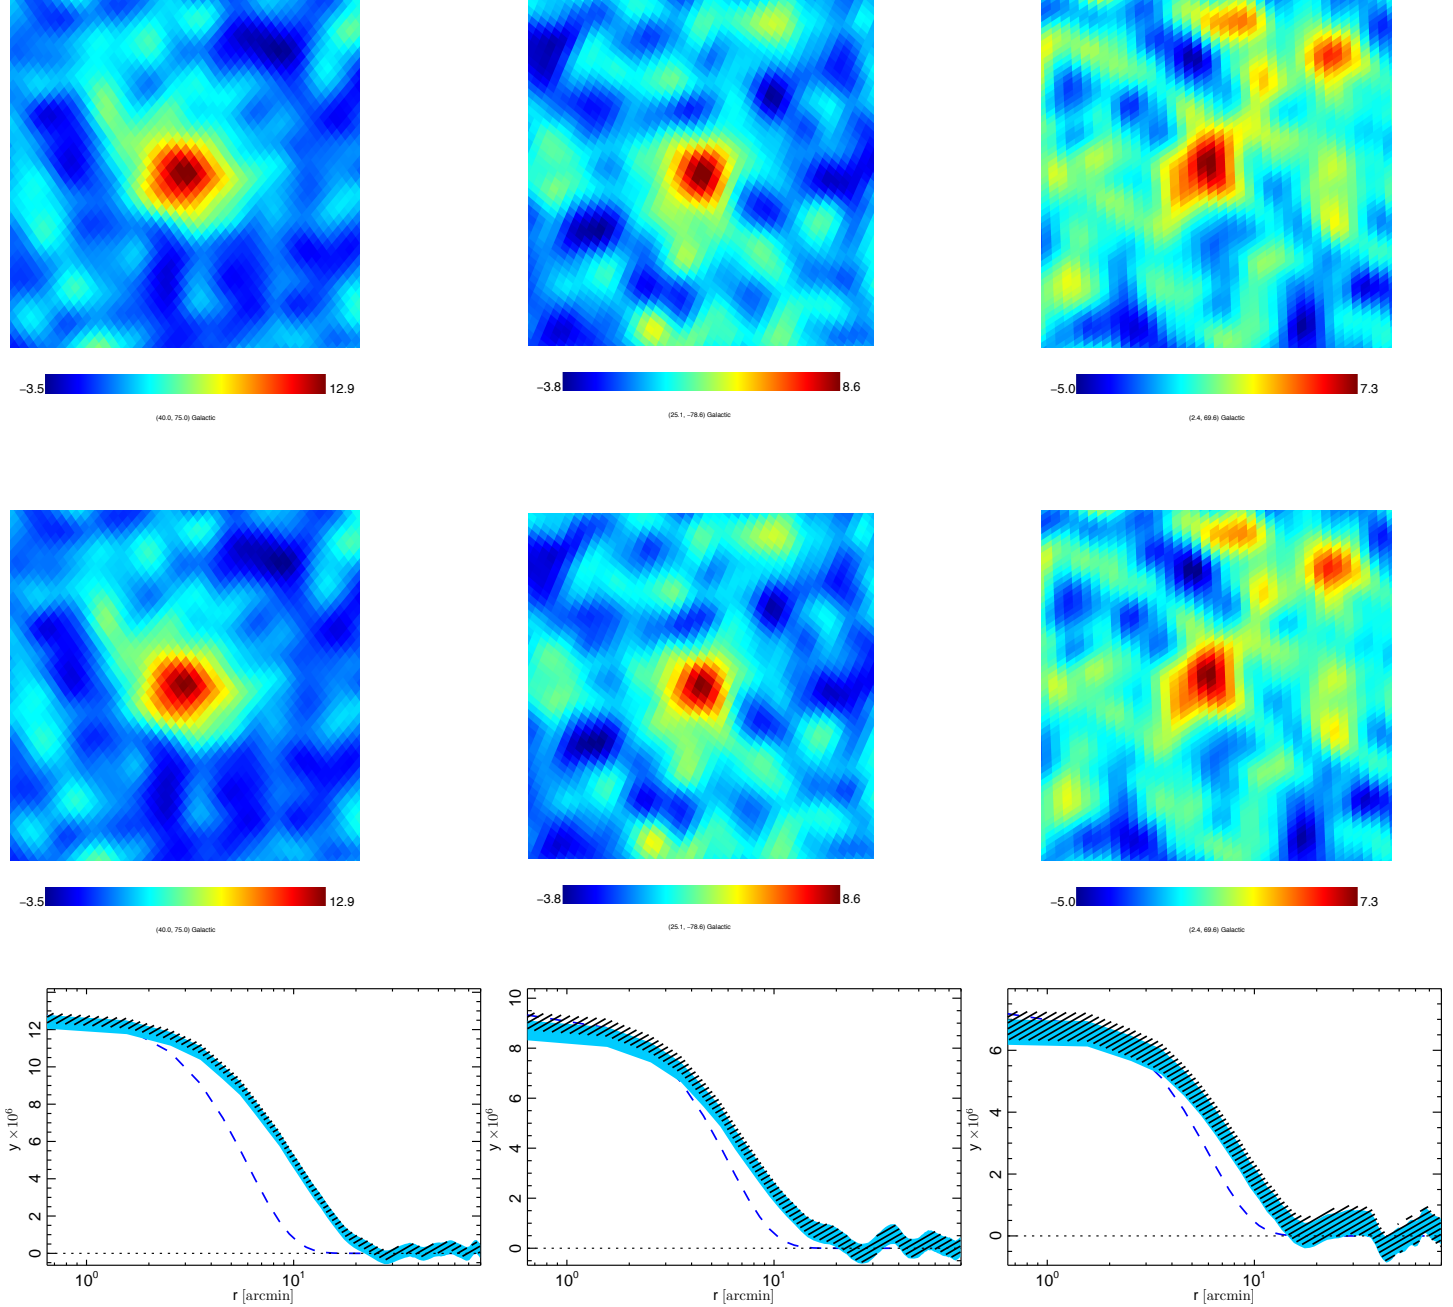 −3.5 12.9 −3.8 8.6 −5.0 7.3
(40.0, 75.0) Galactic (25.1, −78.6) Galactic (2.4, 69.6) Galactic
−3.5 12.9 −3.8 8.6 −5.0 7.3
(40.0, 75.0) Galactic (25.1, −78.6) Galactic (2.4, 69.6) Galactic
y ×10⁶
12
10
8
6
4
2
0
10⁰ 10¹
r [arcmin]
y ×10⁶
10
8
6
4
2
0
10⁰ 10¹
r [arcmin]
y ×10⁶
6
4
2
0
10⁰ 10¹
r [arcmin]